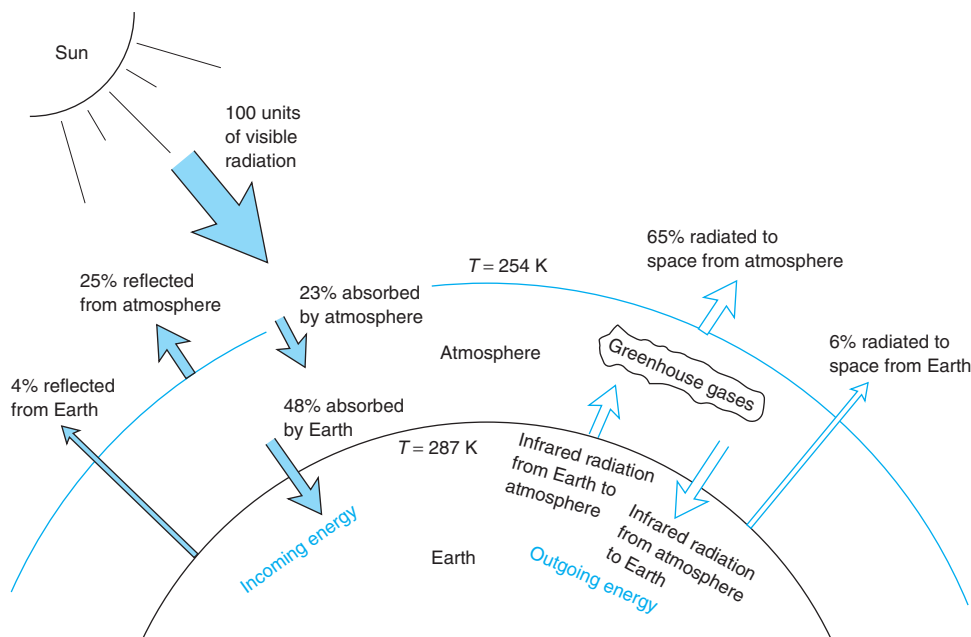 Sun
100 units
of visible
radiation
25% reflected
from atmosphere
4% reflected
from Earth
23% absorbed
by atmosphere
48% absorbed
by Earth
Incoming energy
T = 254 K
Atmosphere
T = 287 K
Earth
65% radiated to
space from atmosphere
Greenhouse gases
6% radiated to
space from Earth
Infrared radiation
from Earth to
atmosphere
Infrared radiation
from atmosphere
to Earth
Outgoing energy